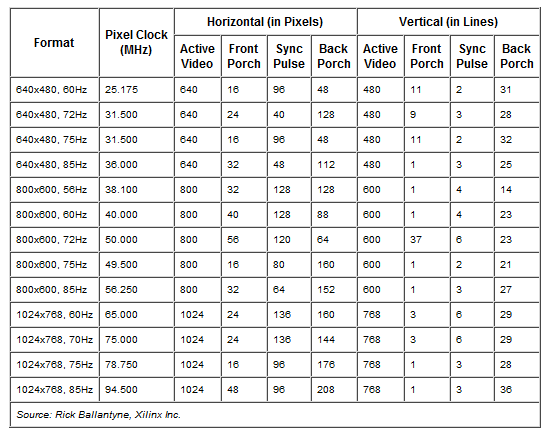 Format Pixel Clock (MHz) Horizontal (in Pixels) Vertical (in Lines)
Active Video Front Porch Sync Pulse Back Porch Active Video Front Porch Sync Pulse Back Porch
640x480, 60Hz 25.175 640 16 96 48 480 11 2 31
640x480, 72Hz 31.500 640 24 40 128 480 9 3 28
640x480, 75Hz 31.500 640 16 96 48 480 11 2 32
640x480, 85Hz 36.000 640 32 48 112 480 1 3 25
800x600, 56Hz 38.100 800 32 128 128 600 1 4 14
800x600, 60Hz 40.000 800 40 128 88 600 1 4 23
800x600, 72Hz 50.000 800 56 120 64 600 37 6 23
800x600, 75Hz 49.500 800 16 80 160 600 1 2 21
800x600, 85Hz 56.250 800 32 64 152 600 1 3 27
1024x768, 60Hz 65.000 1024 24 136 160 768 3 6 29
1024x768, 70Hz 75.000 1024 24 136 144 768 3 6 29
1024x768, 75Hz 78.750 1024 16 96 176 768 1 3 28
1024x768, 85Hz 94.500 1024 48 96 208 768 1 3 36
Source: Rick Ballantyne, Xilinx Inc.